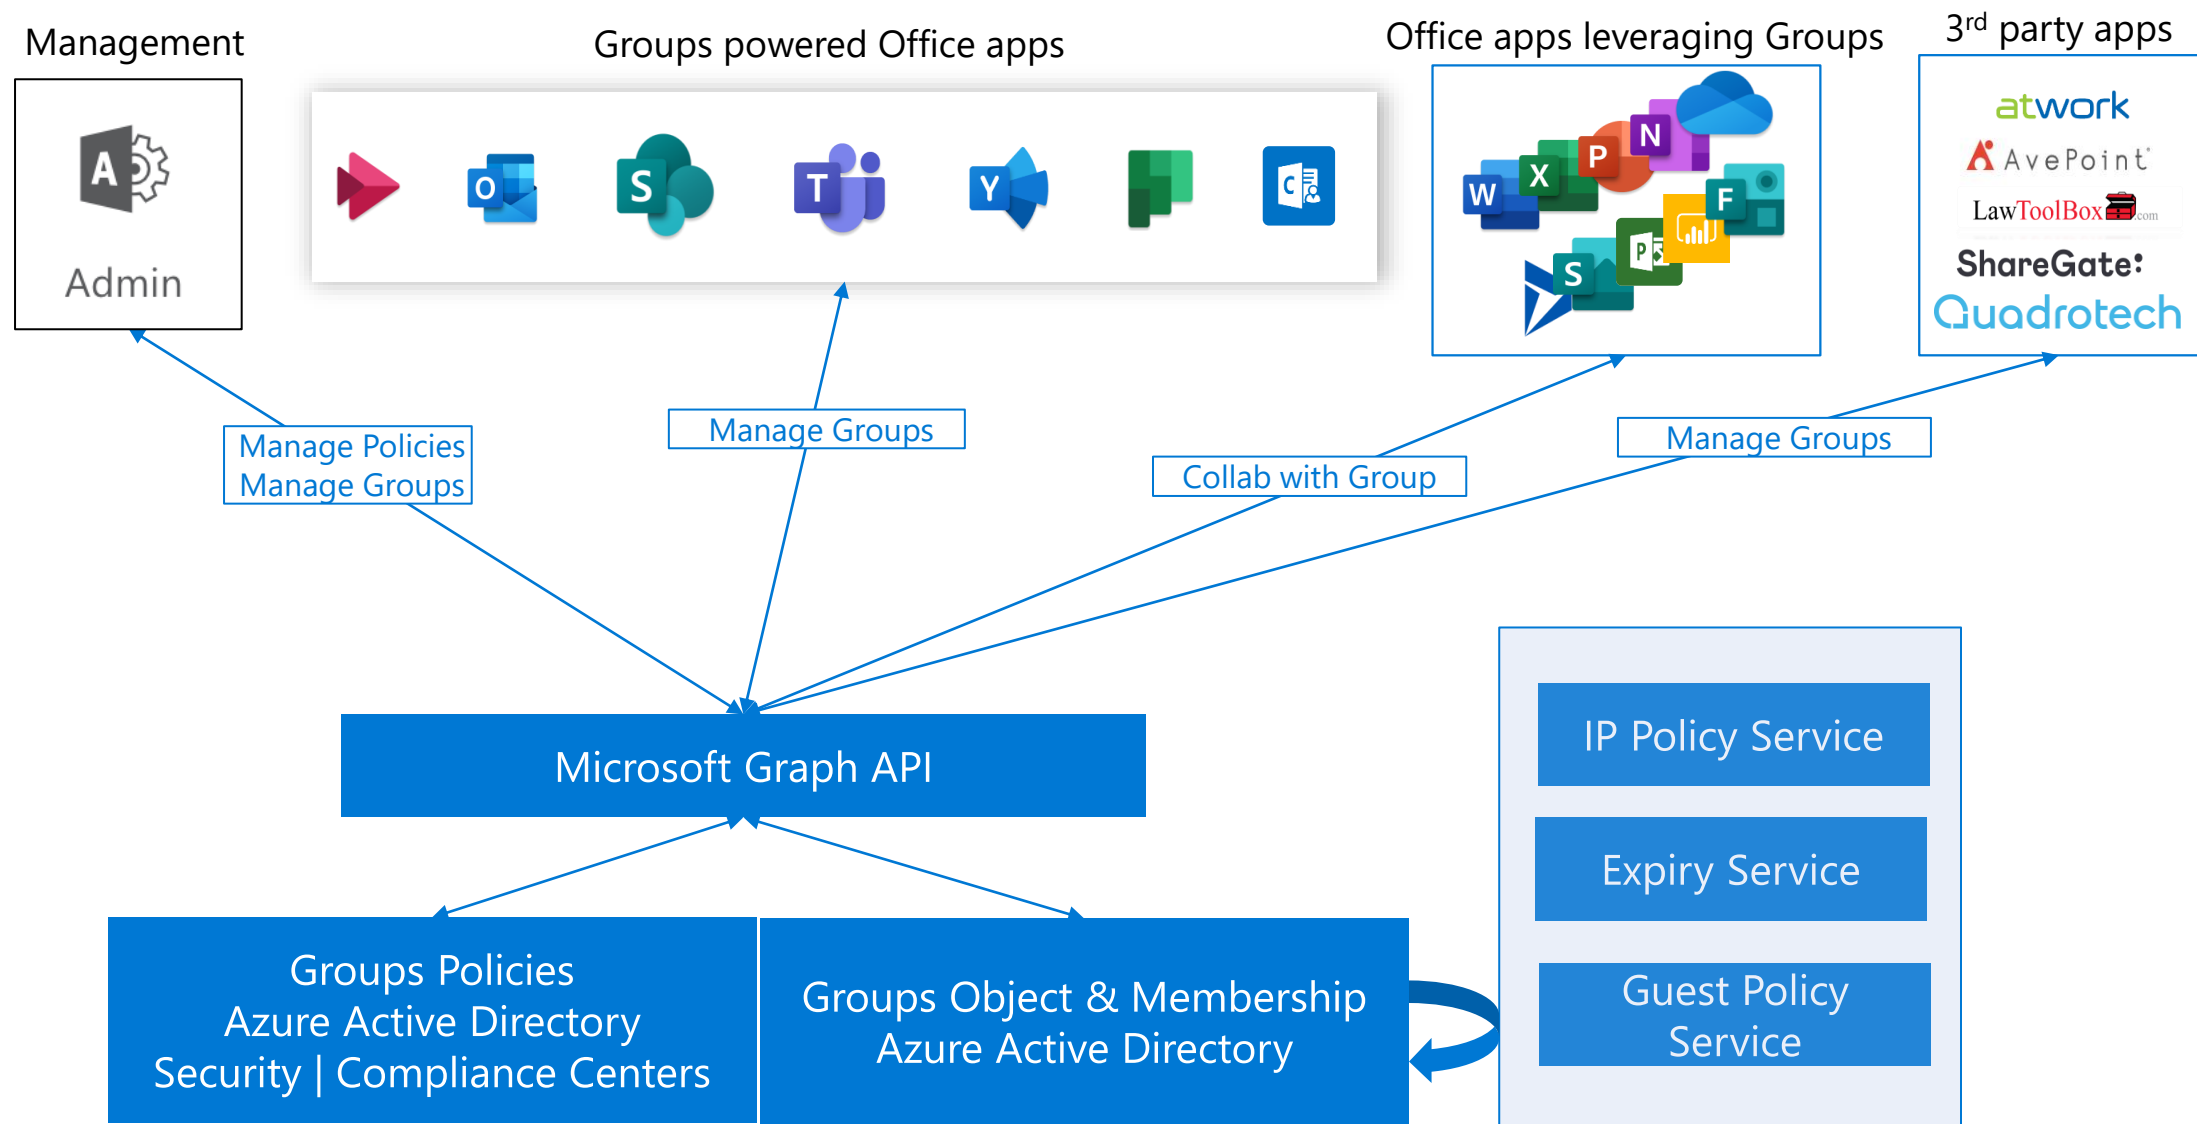 Management
Groups powered Office apps
Office apps leveraging Groups
3rd party apps
A
Admin
O
S
T
Y
C
W
X
P
N
F
S
P
atwork
AvePoint
LawToolBox.com
ShareGate:
Quadrotech
Manage Policies
Manage Groups
Manage Groups
Collab with Group
Manage Groups
Microsoft Graph API
IP Policy Service
Expiry Service
Guest Policy
Service
Groups Policies
Azure Active Directory
Security | Compliance Centers
Groups Object & Membership
Azure Active Directory